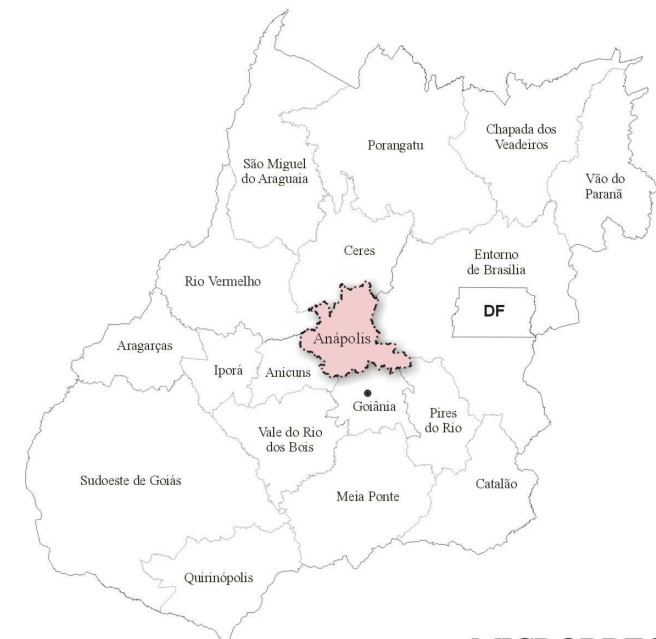 Porangatu
Chapada dos
Veadeiros
São Miguel
do Araguaia
Vão do
Paranã
Ceres
Entorno
de Brasilia
Rio Vermelho
DF
Anápolis
Aragarças
Iporá
Anicuns
Goiânia
Pires
do Rio
Vale do Rio
dos Bois
Sudoeste de Goiás
Catalão
Meia Ponte
Quirinópolis